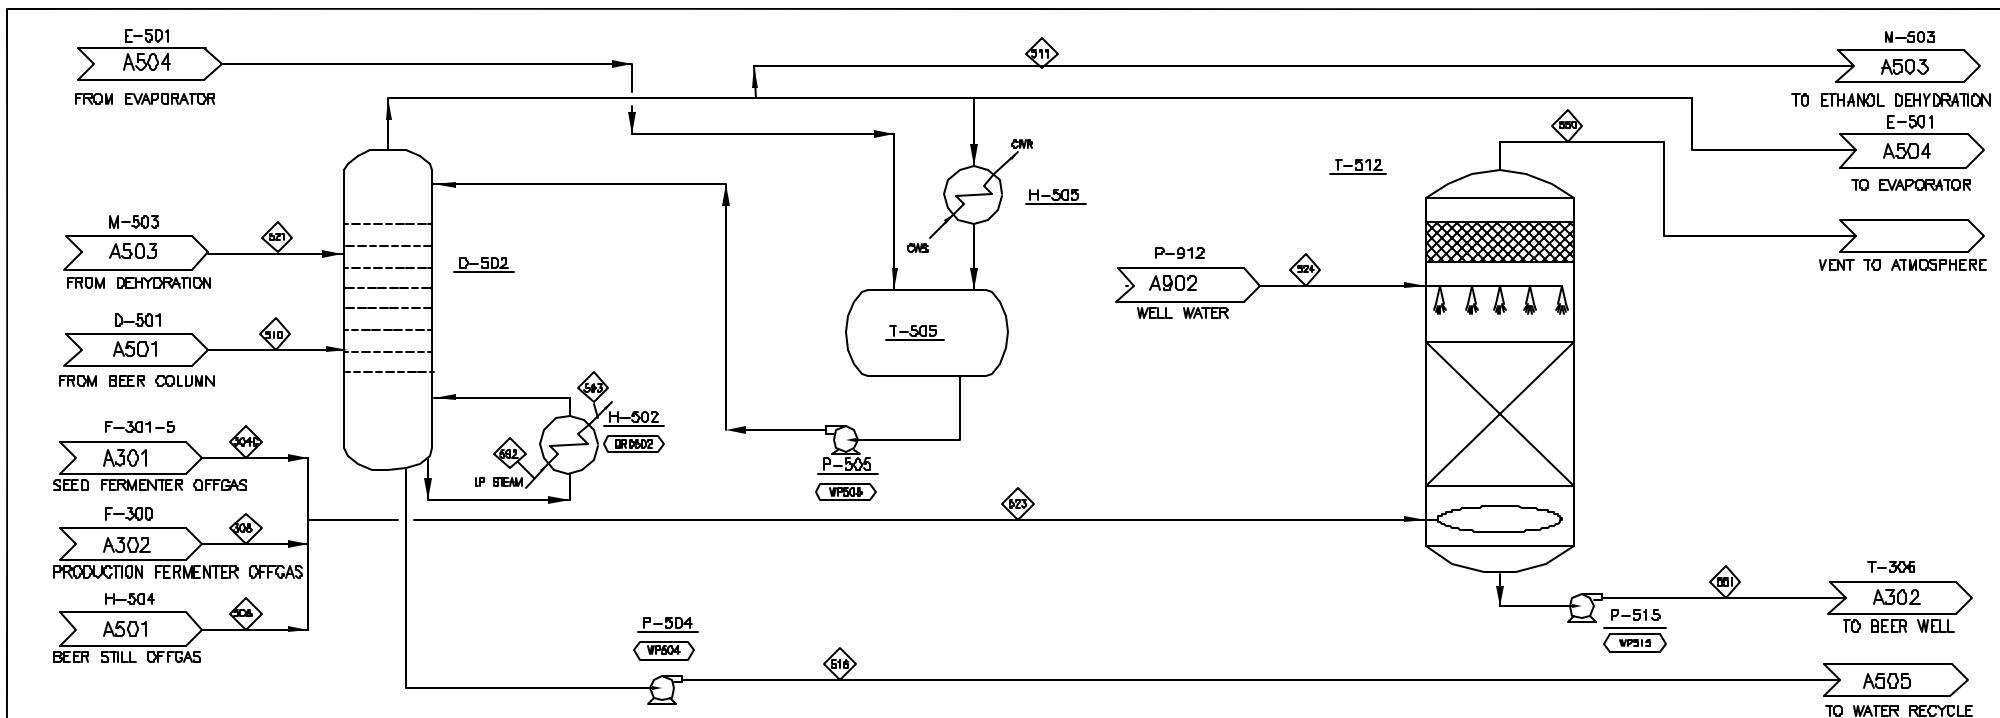 E-501
A504
FROM EVAPORATOR
511
M-503
A503
TO ETHANOL DEHYDRATION
550
E-501
A504
TO EVAPORATOR
CWR
T-512
H-505
M-503
A503
FROM DEHYDRATION
521
D-502
CWS
P-912
A902
WELL WATER
524
VENT TO ATMOSPHERE
D-501
A501
FROM BEER COLUMN
510
T-505
H-502
LP STEAM
F-301-5
A301
SEED FERMENTER OFFGAS
304C
P-505
WP505
F-300
A302
PRODUCTION FERMENTER OFFGAS
523
H-504
A501
BEER STILL OFFGAS
P-504
WP504
516
551
T-306
A302
TO BEER WELL
P-515
WP515
A505
TO WATER RECYCLE